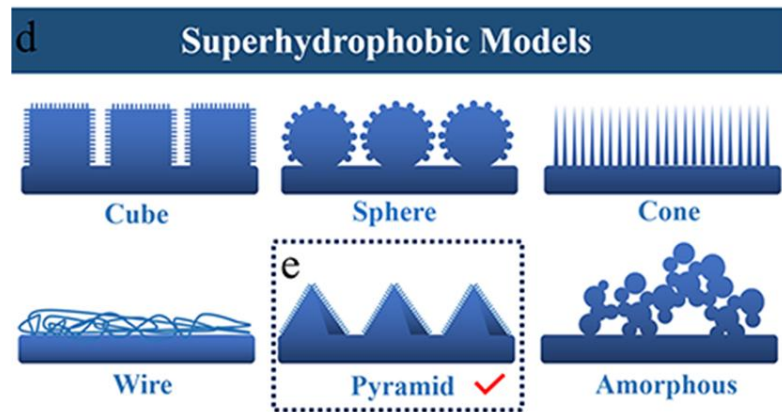 d
Superhydrophobic Models
Cube
Sphere
Cone
e
Wire
Pyramid
Amorphous